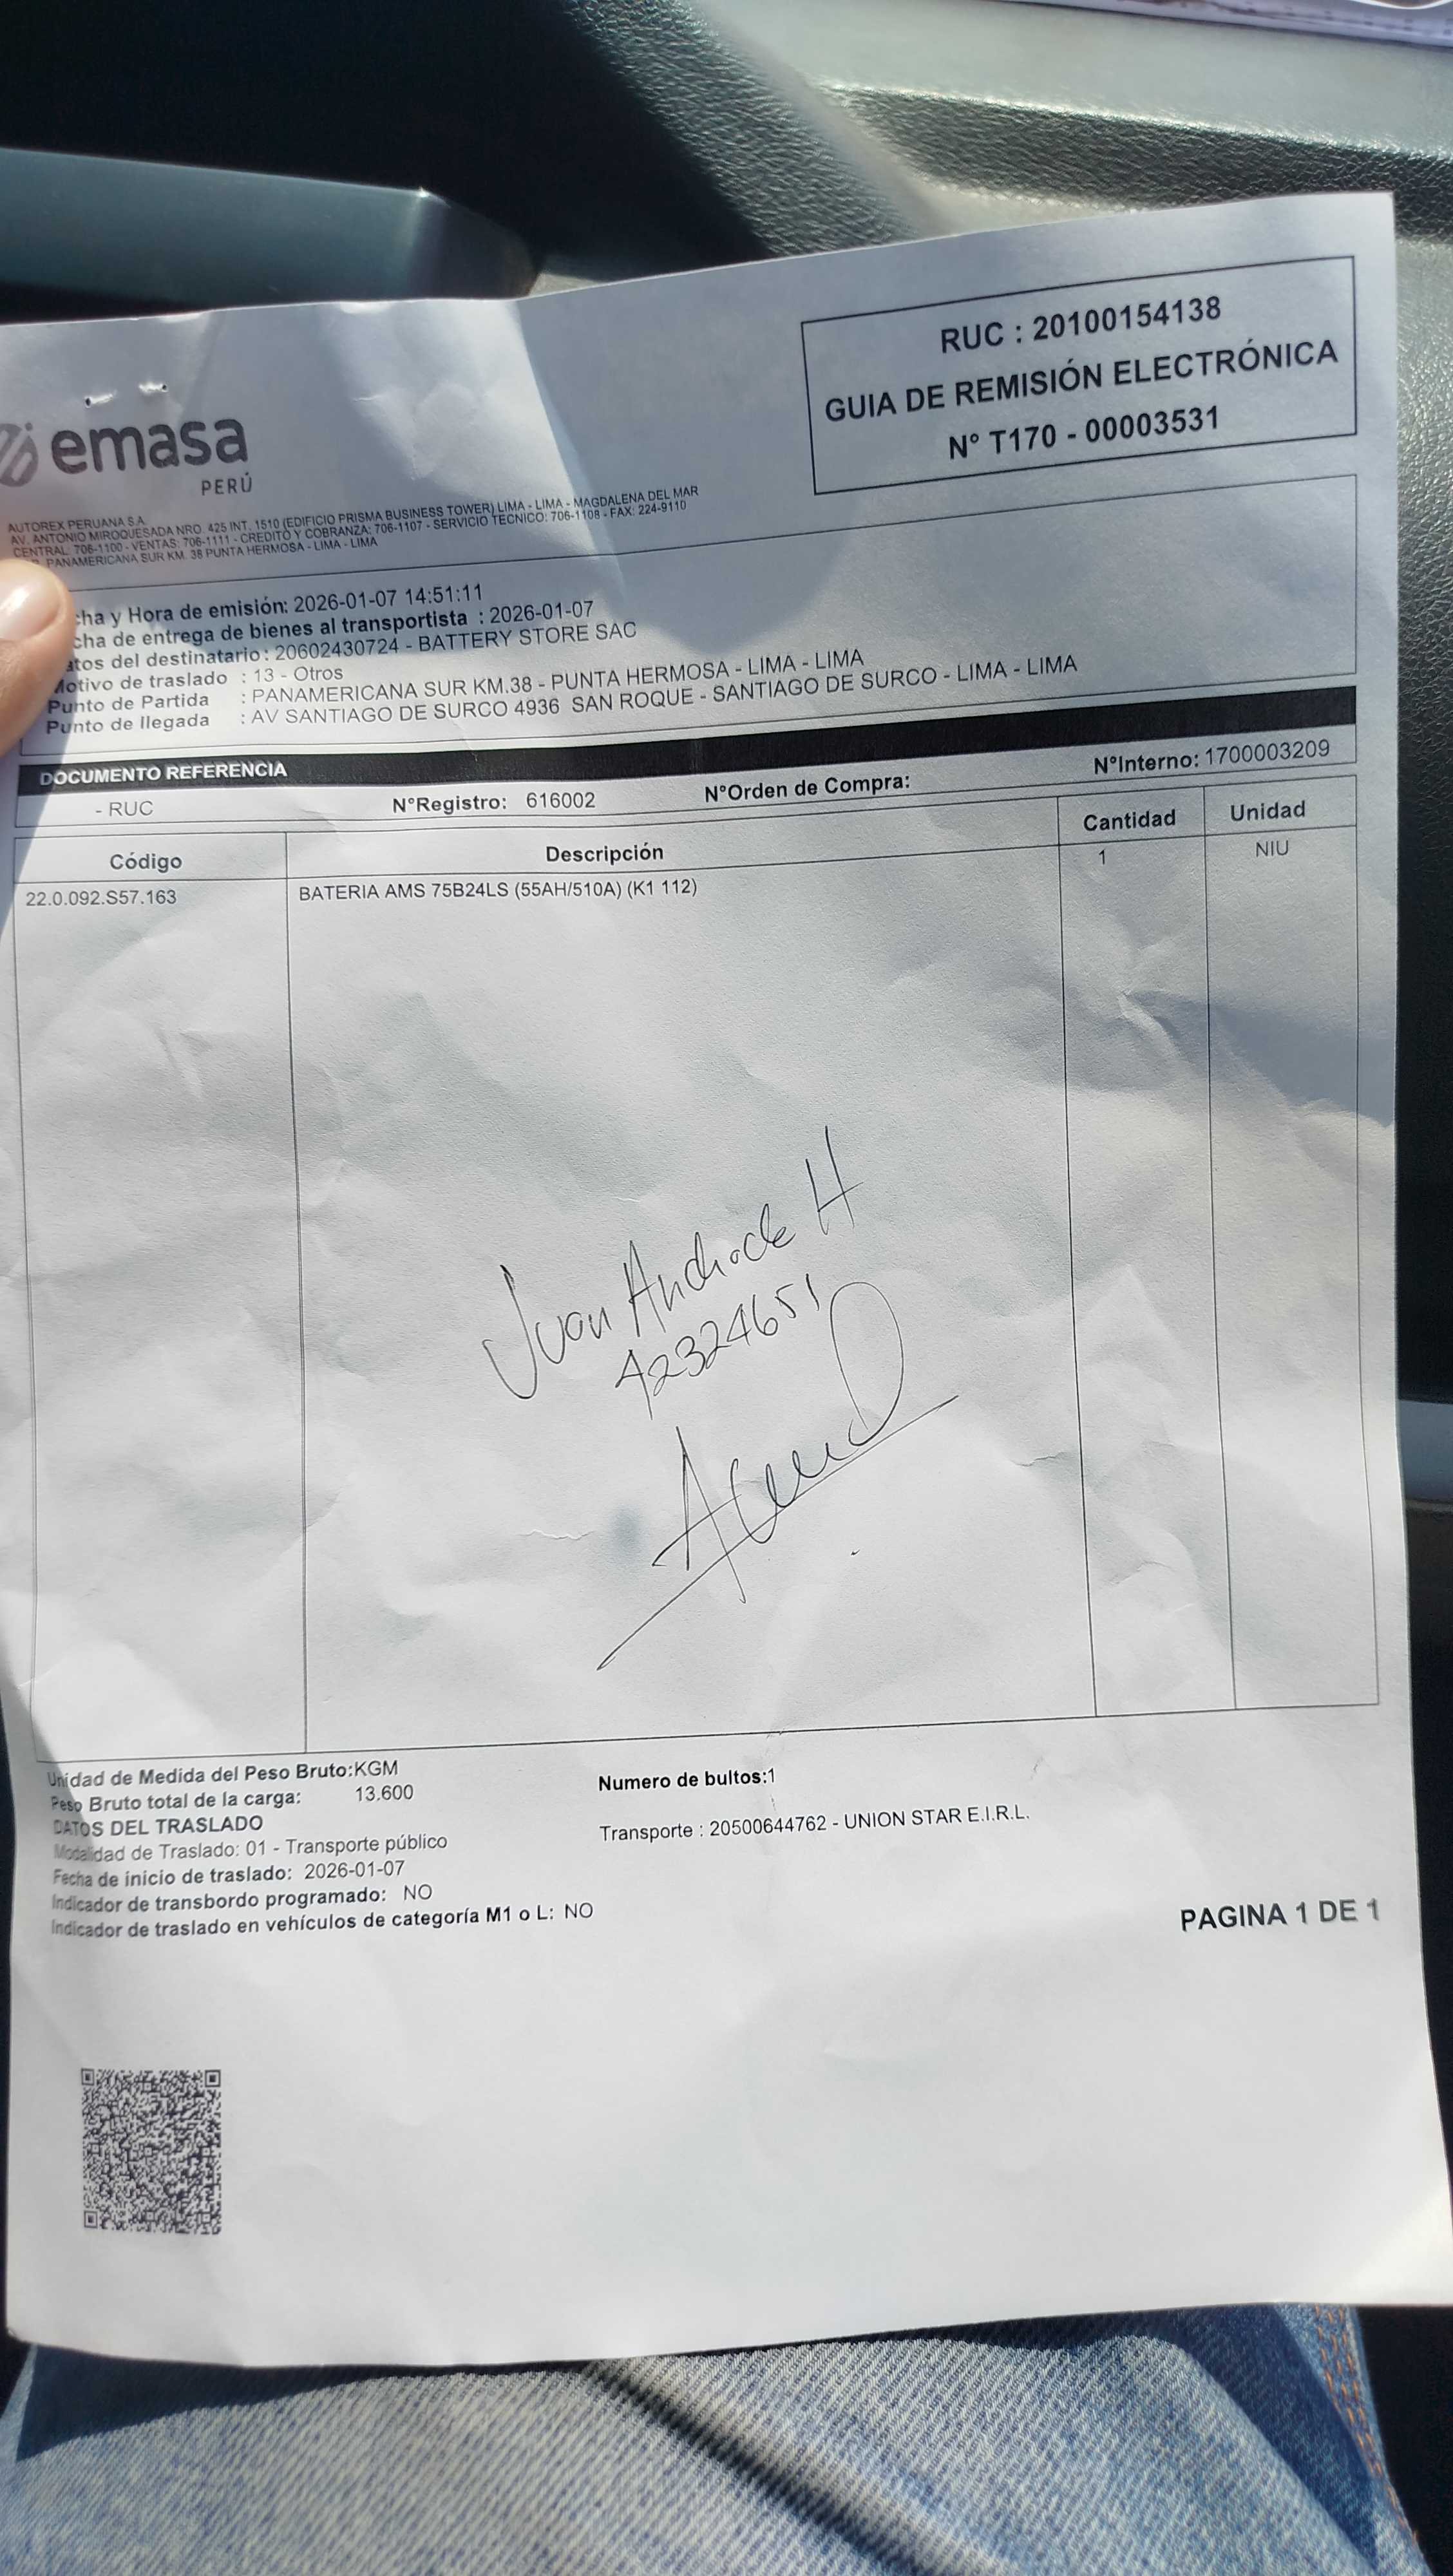 RUC : 20100154138
GUIA DE REMISIÓN ELECTRÓNICA
N° T170 - 00003531
emasa
PERÚ
AUTOREX PERUANA S.A.
AV. ANTONIO MIROQUESADA NRO. 425 INT. 1510 (EDIFICIO PRISMA BUSINESS TOWER) LIMA - LIMA - MAGDALENA DEL MAR
CENTRAL: 706-1100 - VENTAS: 706-1111 - CREDITO Y COBRANZA: 706-1107 - SERVICIO TECNICO: 706-1108 - FAX: 224-9110
PANAMERICANA SUR KM. 38 PUNTA HERMOSA - LIMA - LIMA
cha y Hora de emisión: 2026-01-07 14:51:11
cha de entrega de bienes al transportista : 2026-01-07
atos del destinatario : 20602430724 - BATTERY STORE SAC
Motivo de traslado : 13 - Otros
Punto de Partida : PANAMERICANA SUR KM.38 - PUNTA HERMOSA - LIMA - LIMA
Punto de llegada : AV SANTIAGO DE SURCO 4936 SAN ROQUE - SANTIAGO DE SURCO - LIMA - LIMA
DOCUMENTO REFERENCIA
- RUC N°Registro: 616002 N°Orden de Compra: N°Interno: 1700003209
Código Descripción Cantidad Unidad
22.0.092.S57.163 BATERIA AMS 75B24LS (55AH/510A) (K1 112) 1 NIU
Juan Andrade H
42324651
Unidad de Medida del Peso Bruto:KGM
Peso Bruto total de la carga: 13.600
Numero de bultos:1
DATOS DEL TRASLADO
Modalidad de Traslado: 01 - Transporte público
Transporte : 20500644762 - UNION STAR E.I.R.L.
Fecha de inicio de traslado: 2026-01-07
Indicador de transbordo programado: NO
Indicador de traslado en vehículos de categoría M1 o L: NO
PAGINA 1 DE 1